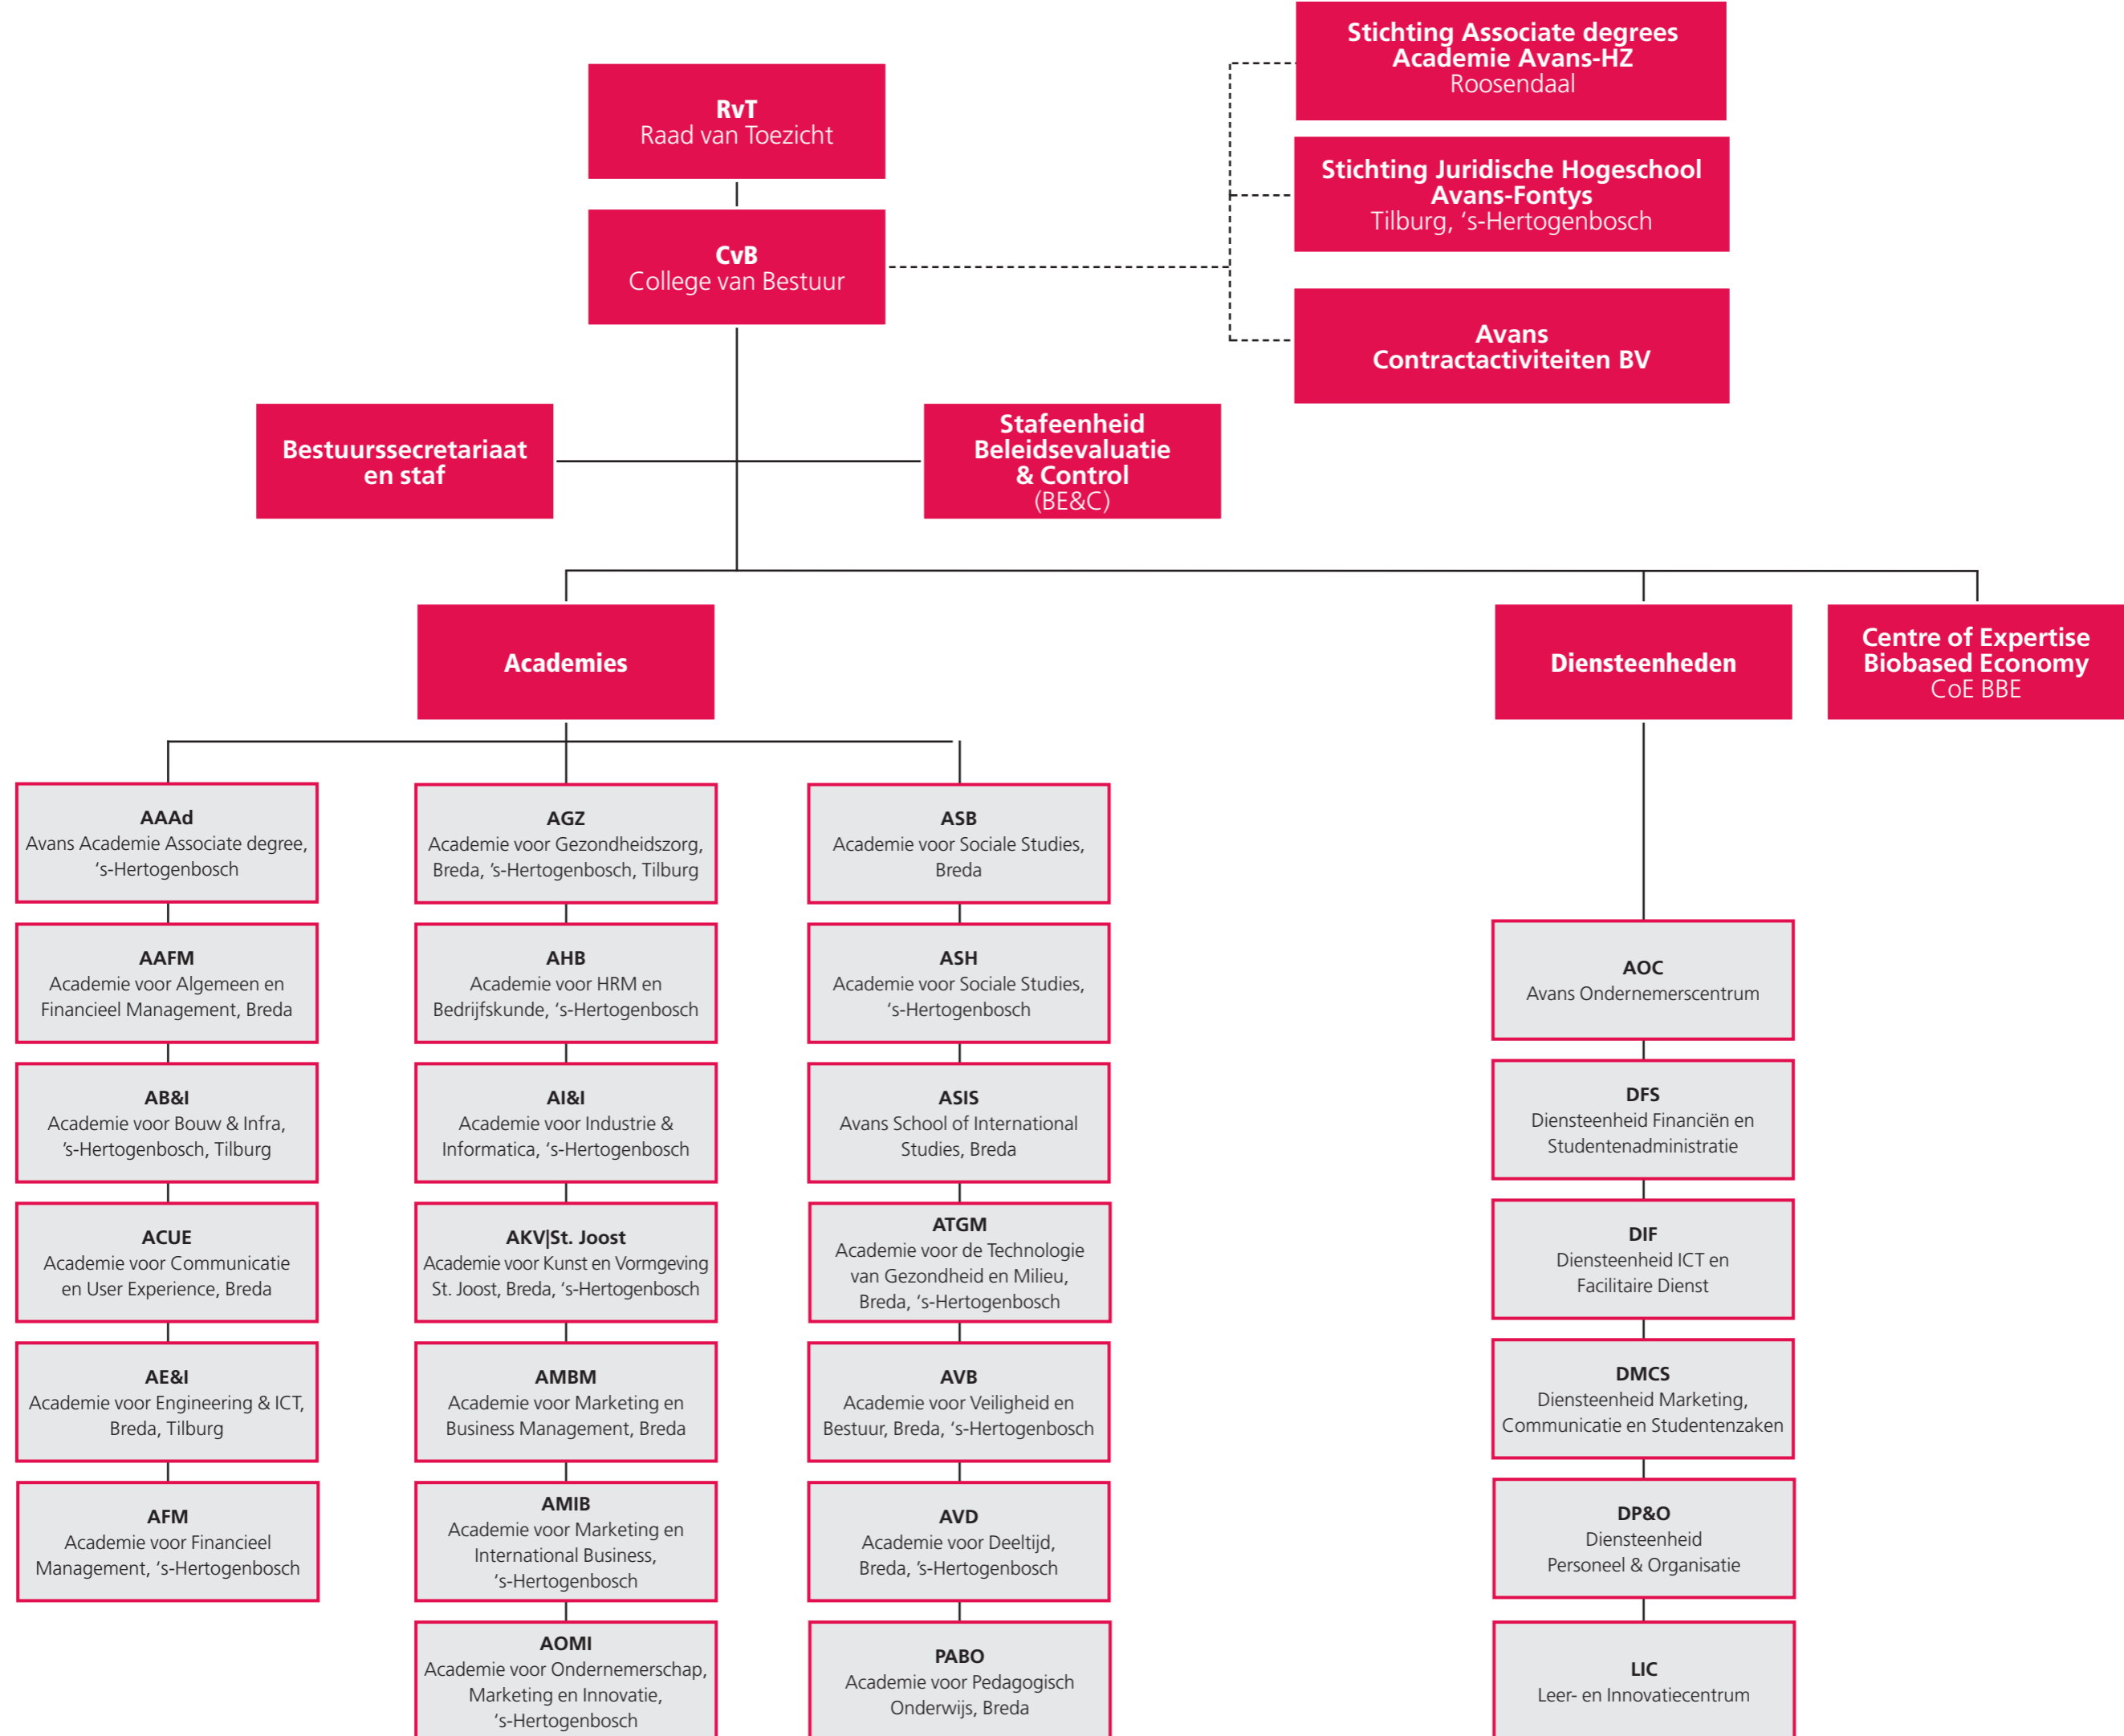 RvT
Raad van Toezicht
CvB
College van Bestuur
Stichting Associate degrees
Academie Avans-HZ
Roosendaal
Stichting Juridische Hogeschool
Avans-Fontys
Tilburg, ‘s-Hertogenbosch
Avans
Contractactiviteiten BV
Bestuurssecretariaat
en staf
Stafeenheid
Beleidsevaluatie
& Control
(BE&C)
Academies
Diensteenheden
Centre of Expertise
Biobased Economy
CoE BBE
AAAd
Avans Academie Associate degree,
‘s-Hertogenbosch
AAFM
Academie voor Algemeen en
Financieel Management, Breda
AB&I
Academie voor Bouw & Infra,
’s-Hertogenbosch, Tilburg
ACUE
Academie voor Communicatie
en User Experience, Breda
AE&I
Academie voor Engineering & ICT,
Breda, Tilburg
AFM
Academie voor Financieel
Management, ‘s-Hertogenbosch
AGZ
Academie voor Gezondheidszorg,
Breda, ’s-Hertogenbosch, Tilburg
AHB
Academie voor HRM en
Bedrijfskunde, ‘s-Hertogenbosch
AI&I
Academie voor Industrie &
Informatica, ‘s-Hertogenbosch
AKV|St. Joost
Academie voor Kunst en Vormgeving
St. Joost, Breda, ‘s-Hertogenbosch
AMBM
Academie voor Marketing en
Business Management, Breda
AMIB
Academie voor Marketing en
International Business,
‘s-Hertogenbosch
AOMI
Academie voor Ondernemerschap,
Marketing en Innovatie,
‘s-Hertogenbosch
ASB
Academie voor Sociale Studies,
Breda
ASH
Academie voor Sociale Studies,
‘s-Hertogenbosch
ASIS
Avans School of International
Studies, Breda
ATGM
Academie voor de Technologie
van Gezondheid en Milieu,
Breda, ‘s-Hertogenbosch
AVB
Academie voor Veiligheid en
Bestuur, Breda, ‘s-Hertogenbosch
AVD
Academie voor Deeltijd,
Breda, ’s-Hertogenbosch
PABO
Academie voor Pedagogisch
Onderwijs, Breda
AOC
Avans Ondernemerscentrum
DFS
Diensteenheid Financiën en
Studentenadministratie
DIF
Diensteenheid ICT en
Facilitaire Dienst
DMCS
Diensteenheid Marketing,
Communicatie en Studentenzaken
DP&O
Diensteenheid
Personeel & Organisatie
LIC
Leer- en Innovatiecentrum